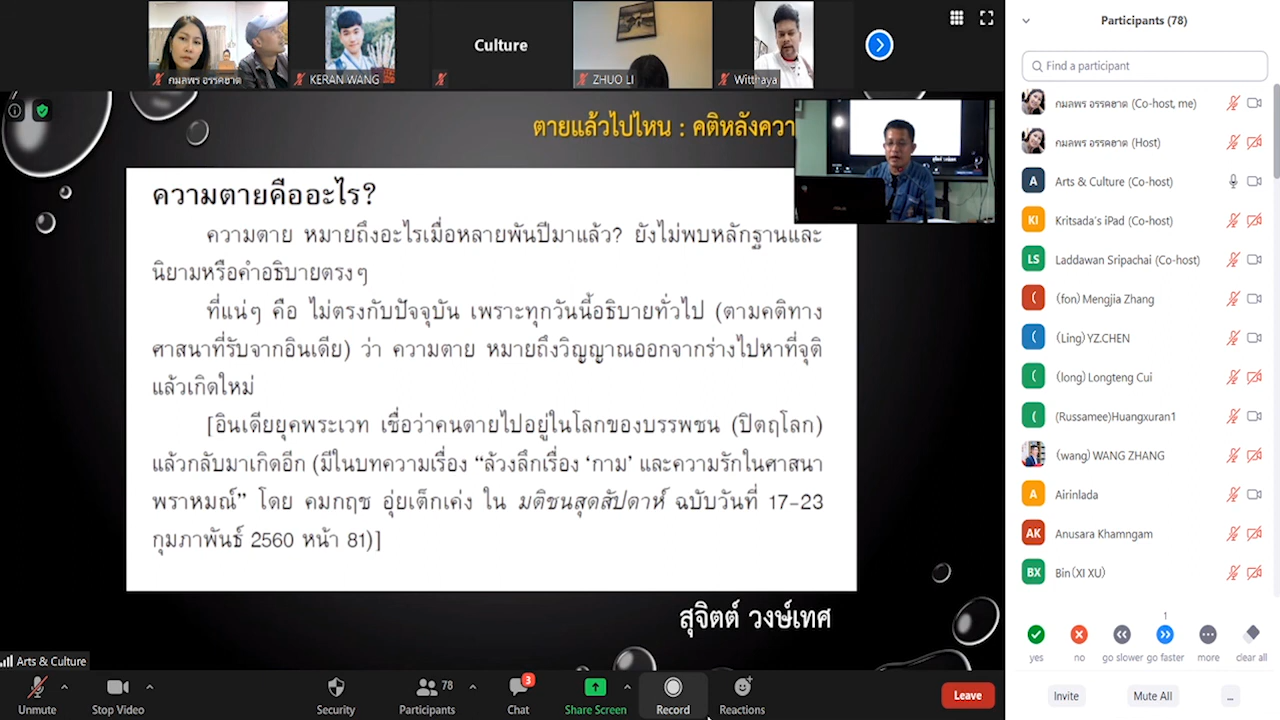 Participants (78)
Culture
กมลพร อรรคฮาด
KERAN WANG
ZHUO LI
Witthaya
Find a participant
กมลพร อรรคฮาด (Co-host, me)
กมลพร อรรคฮาด (Host)
Arts & Culture (Co-host)
KI
Kritsada's iPad (Co-host)
LS
Laddawan Sripachai (Co-host)
(fon) Mengjia Zhang
(Ling) YZ.CHEN
(long) Longteng Cui
(Russamee)Huangxuran1
(wang) WANG ZHANG
A
Airinlada
AK
Anusara Khamngam
BX
Bin(XI XU)
ตายแล้วไปไหน : คติหลังควา
ความตายคืออะไร?
ความตาย หมายถึงอะไรเมื่อหลายพันปีมาแล้ว? ยังไม่พบหลักฐานและ
นิยามหรือคำอธิบายตรงๆ
ที่แน่ๆ คือ ไม่ตรงกับปัจจุบัน เพราะทุกวันนี้อธิบายทั่วไป (ตามคติทาง
ศาสนาที่รับจากอินเดีย) ว่า ความตาย หมายถึงวิญญาณออกจากร่างไปหาที่จุติ
แล้วเกิดใหม่
[อินเดียยุคพระเวท เชื่อว่าคนตายไปอยู่ในโลกของบรรพชน (ปิตฤโลก)
แล้วกลับมาเกิดอีก (มีในบทความเรื่อง "ล้วงลึกเรื่อง 'กาม' และความรักในศาสนา
พราหมณ์" โดย คมกฤช อุ่ยเต็กเค่ง ใน มติชนสุดสัปดาห์ ฉบับวันที่ 17-23
กุมภาพันธ์ 2560 หน้า 81)]
สุจิตต์ วงษ์เทศ
Arts & Culture
1
yes
no
go slower
go faster
more
clear all
Unmute
Stop Video
Security
78
Participants
3
Chat
Share Screen
Record
Reactions
Leave
Invite
Mute All
...